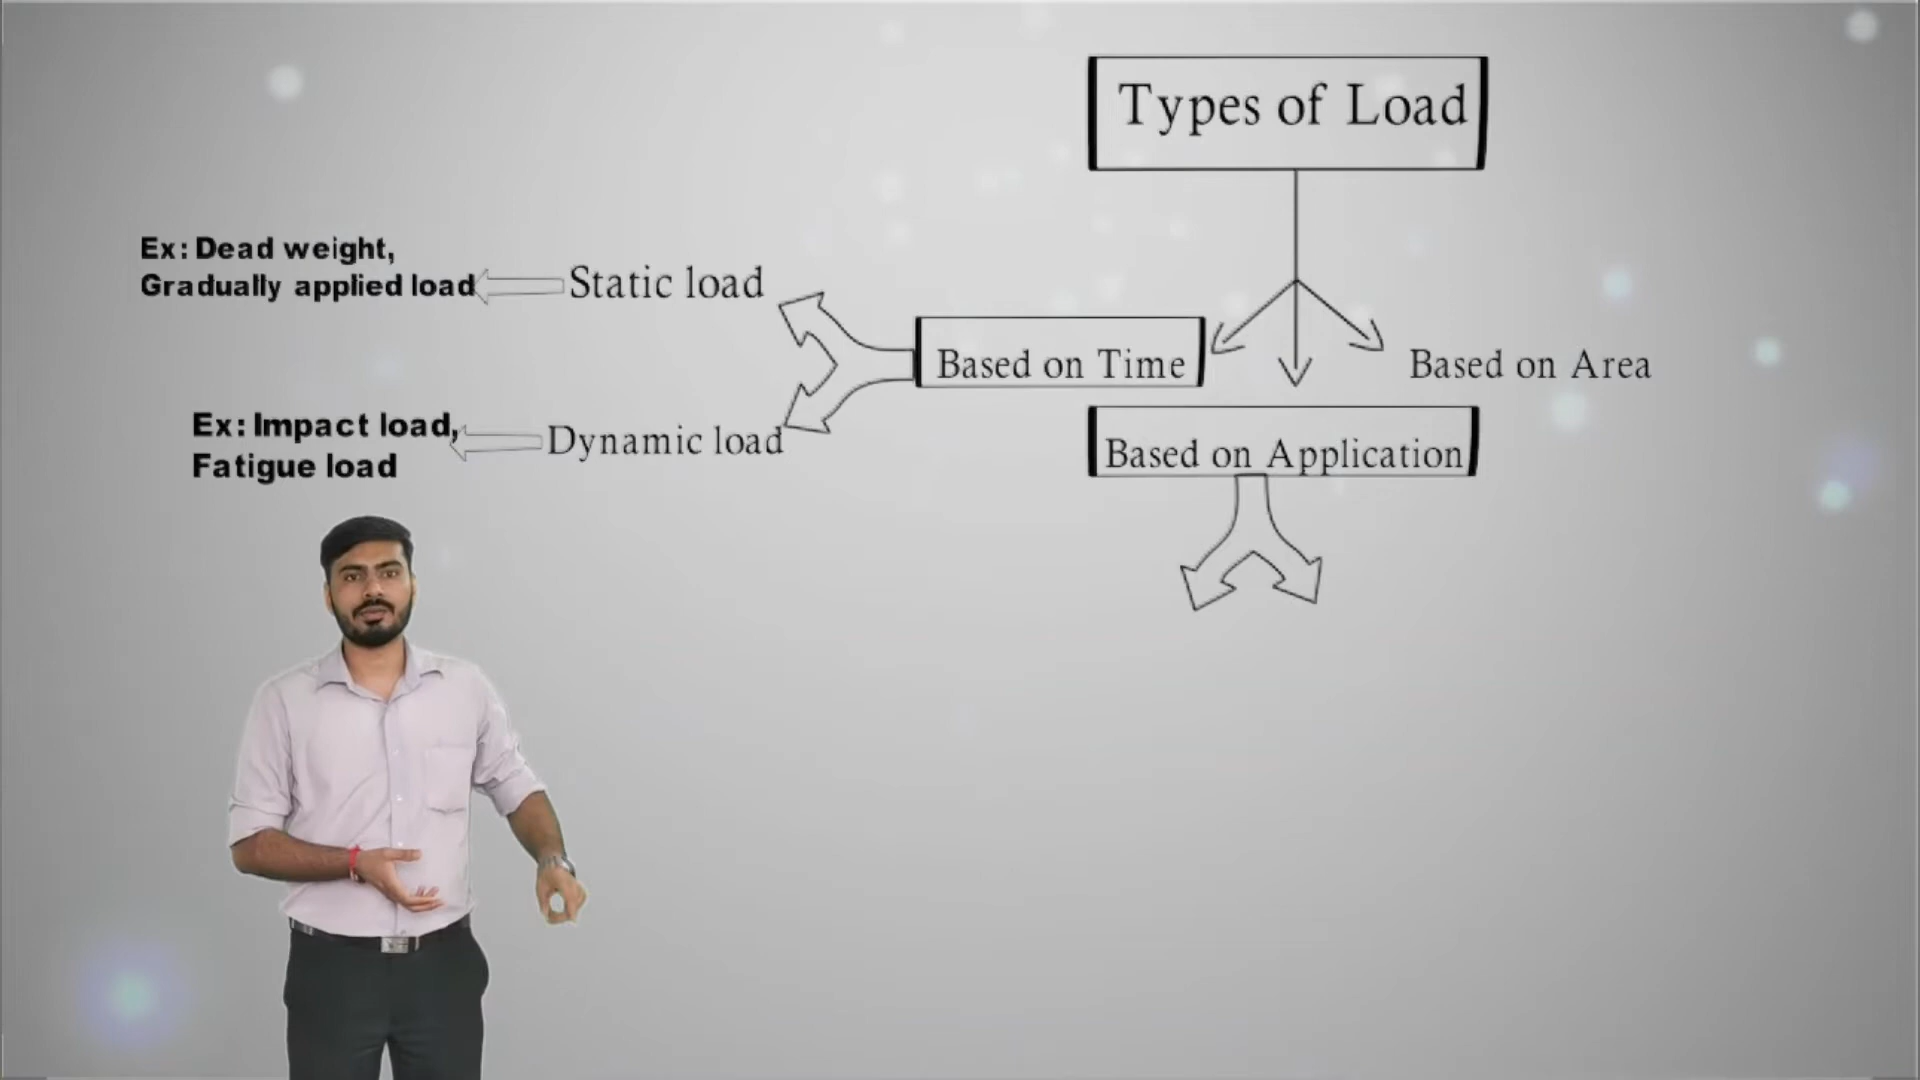 Types of Load
Ex: Dead weight,
Gradually applied load
Static load
Based on Time
Based on Area
Ex: Impact load,
Fatigue load
Dynamic load
Based on Application